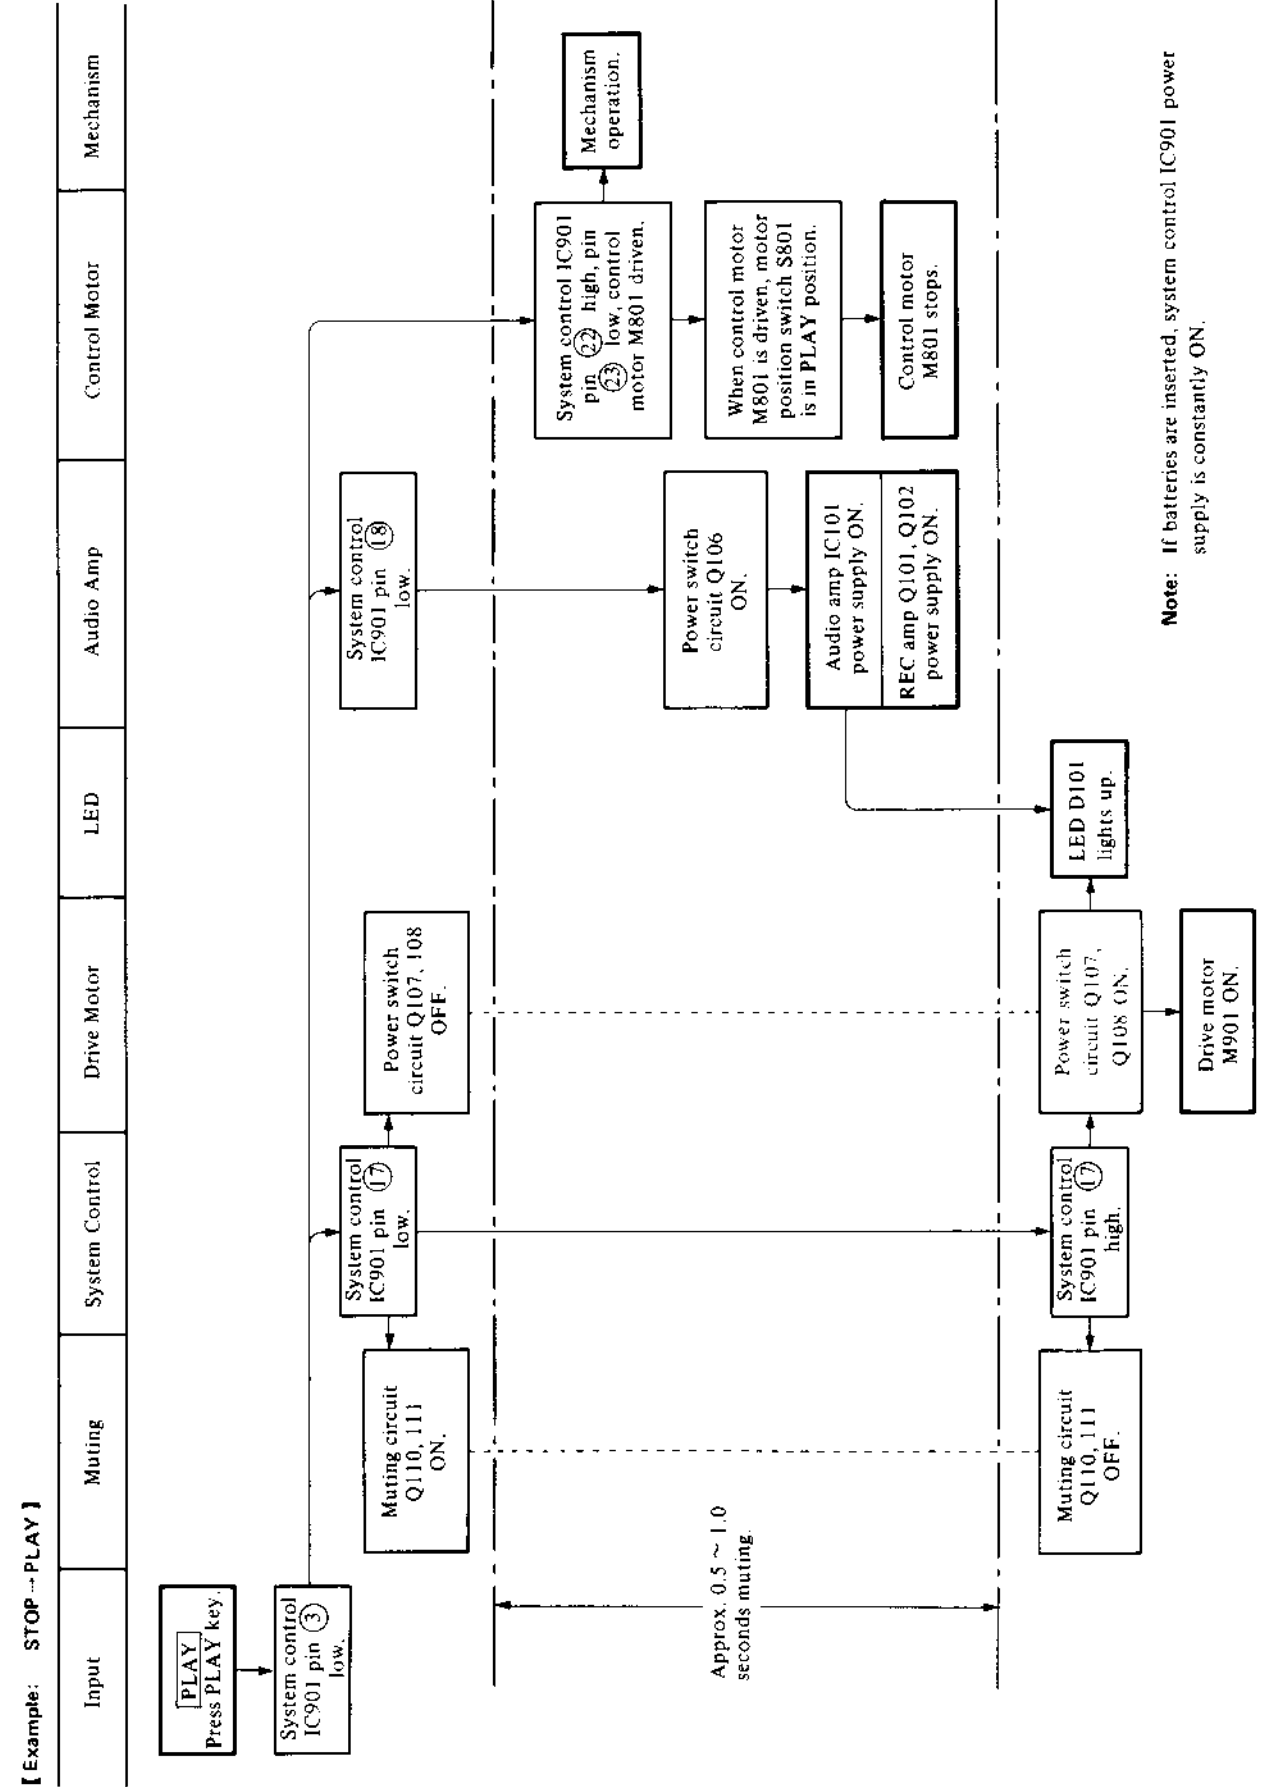 [ Example: STOP→PLAY ]
Input
Muting
System Control
Drive Motor
LED
Audio Amp
Control Motor
Mechanism
PLAY
Press PLAY key.
System control
IC901 pin ③
low.
Muting circuit
Q110, 111
ON.
System control
IC901 pin ⑰
low.
Power switch
circuit Q107, 108
OFF.
System control
IC901 pin ⑱
low.
System control IC901
pin ㉒ high, pin
㉓ low, control
motor M801 driven.
Mechanism
operation.
Power switch
circuit Q106
ON.
When control motor
M801 is driven, motor
position switch S801
is in PLAY position.
Audio amp IC101
power supply ON.
REC amp Q101, Q102
power supply ON.
Control motor
M801 stops.
Approx. 0.5 ~ 1.0
seconds muting.
Muting circuit
Q110, 111
OFF.
System control
IC901 pin ⑰
high.
Power switch
circuit Q107,
Q108 ON.
LED D101
lights up.
Drive motor
M901 ON.
Note: If batteries are inserted, system control IC901 power
supply is constantly ON.